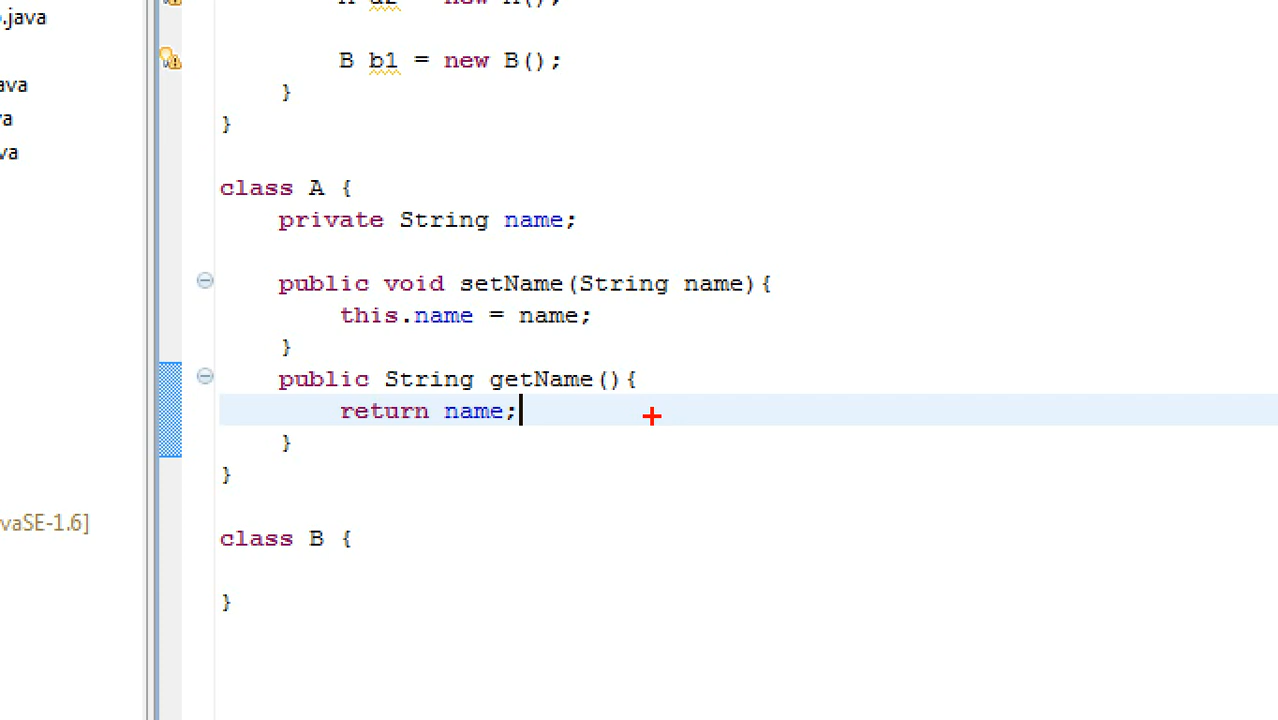 .java
ava
va
va
vaSE-1.6]
B b1 = new B();
}
}
class A {
private String name;
public void setName(String name){
this.name = name;
}
public String getName(){
return name;
}
}
class B {
}